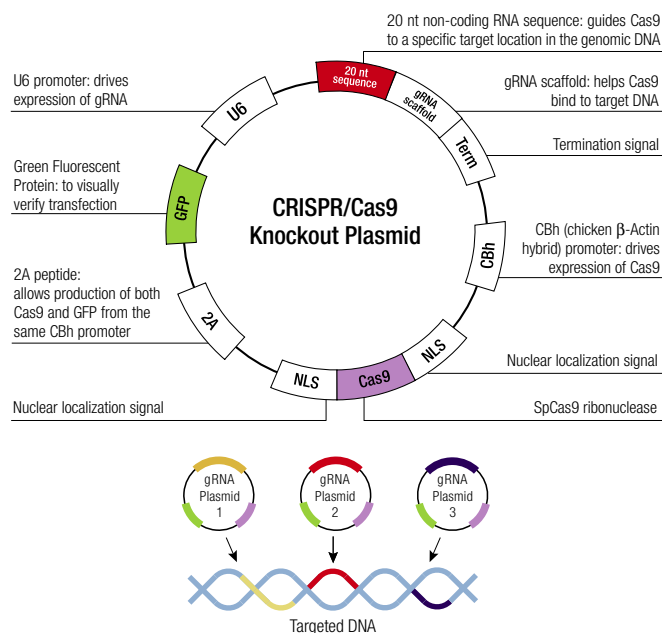 20 nt non-coding RNA sequence: guides Cas9
to a specific target location in the genomic DNA
U6 promoter: drives
expression of gRNA
gRNA scaffold: helps Cas9
bind to target DNA
Termination signal
Green Fluorescent
Protein: to visually
verify transfection
CBh (chicken β-Actin
hybrid) promoter: drives
expression of Cas9
2A peptide:
allows production of both
Cas9 and GFP from the
same CBh promoter
Nuclear localization signal
Nuclear localization signal
SpCas9 ribonuclease
CRISPR/Cas9
Knockout Plasmid
20 nt
sequence
gRNA
scaffold
Term
CBh
NLS
Cas9
NLS
2A
GFP
U6
gRNA
Plasmid
1
gRNA
Plasmid
2
gRNA
Plasmid
3
Targeted DNA